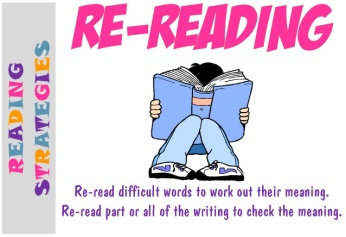 RE-READING
READING
STRATEGIES
Re-read difficult words to work out their meaning.
Re-read part or all of the writing to check the meaning.